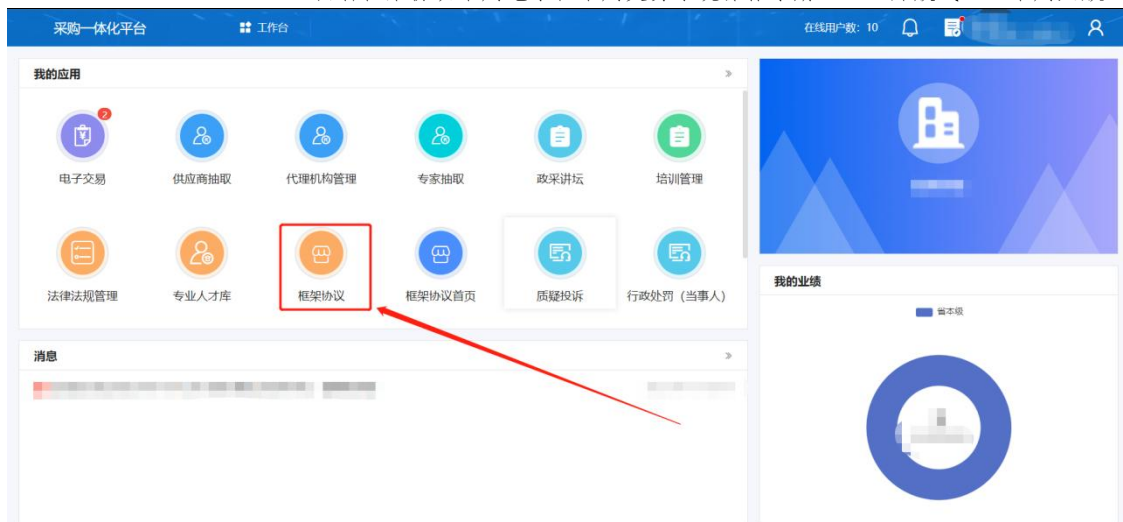 采购一体化平台 工作台 在线用户数: 10
我的应用
2
电子交易 供应商抽取 代理机构管理 专家抽取 政采讲坛 培训管理
法律法规管理 专业人才库 框架协议 框架协议首页 质疑投诉 行政处罚（当事人）
消息
我的业绩
省本级